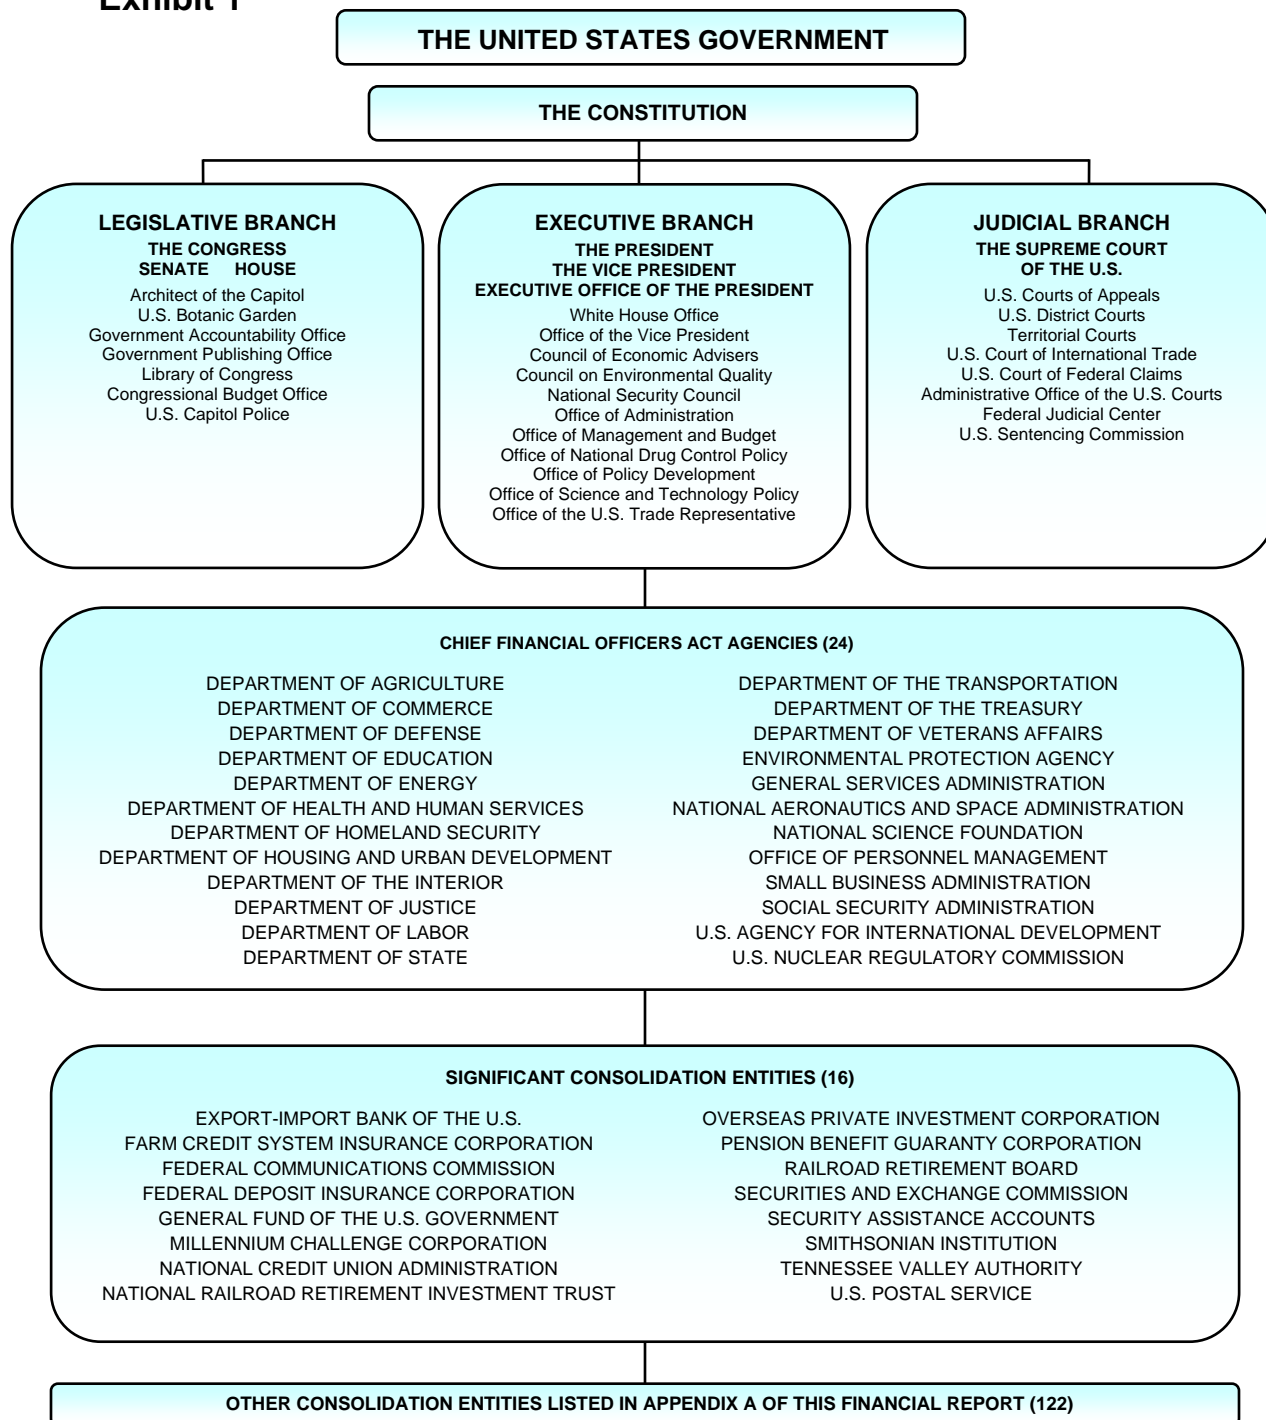 Exhibit 1
THE UNITED STATES GOVERNMENT
THE CONSTITUTION
LEGISLATIVE BRANCH
THE CONGRESS
SENATE HOUSE
Architect of the Capitol
U.S. Botanic Garden
Government Accountability Office
Government Publishing Office
Library of Congress
Congressional Budget Office
U.S. Capitol Police
EXECUTIVE BRANCH
THE PRESIDENT
THE VICE PRESIDENT
EXECUTIVE OFFICE OF THE PRESIDENT
White House Office
Office of the Vice President
Council of Economic Advisers
Council on Environmental Quality
National Security Council
Office of Administration
Office of Management and Budget
Office of National Drug Control Policy
Office of Policy Development
Office of Science and Technology Policy
Office of the U.S. Trade Representative
JUDICIAL BRANCH
THE SUPREME COURT
OF THE U.S.
U.S. Courts of Appeals
U.S. District Courts
Territorial Courts
U.S. Court of International Trade
U.S. Court of Federal Claims
Administrative Office of the U.S. Courts
Federal Judicial Center
U.S. Sentencing Commission
CHIEF FINANCIAL OFFICERS ACT AGENCIES (24)
DEPARTMENT OF AGRICULTURE
DEPARTMENT OF COMMERCE
DEPARTMENT OF DEFENSE
DEPARTMENT OF EDUCATION
DEPARTMENT OF ENERGY
DEPARTMENT OF HEALTH AND HUMAN SERVICES
DEPARTMENT OF HOMELAND SECURITY
DEPARTMENT OF HOUSING AND URBAN DEVELOPMENT
DEPARTMENT OF THE INTERIOR
DEPARTMENT OF JUSTICE
DEPARTMENT OF LABOR
DEPARTMENT OF STATE
DEPARTMENT OF THE TRANSPORTATION
DEPARTMENT OF THE TREASURY
DEPARTMENT OF VETERANS AFFAIRS
ENVIRONMENTAL PROTECTION AGENCY
GENERAL SERVICES ADMINISTRATION
NATIONAL AERONAUTICS AND SPACE ADMINISTRATION
NATIONAL SCIENCE FOUNDATION
OFFICE OF PERSONNEL MANAGEMENT
SMALL BUSINESS ADMINISTRATION
SOCIAL SECURITY ADMINISTRATION
U.S. AGENCY FOR INTERNATIONAL DEVELOPMENT
U.S. NUCLEAR REGULATORY COMMISSION
SIGNIFICANT CONSOLIDATION ENTITIES (16)
EXPORT-IMPORT BANK OF THE U.S.
FARM CREDIT SYSTEM INSURANCE CORPORATION
FEDERAL COMMUNICATIONS COMMISSION
FEDERAL DEPOSIT INSURANCE CORPORATION
GENERAL FUND OF THE U.S. GOVERNMENT
MILLENNIUM CHALLENGE CORPORATION
NATIONAL CREDIT UNION ADMINISTRATION
NATIONAL RAILROAD RETIREMENT INVESTMENT TRUST
OVERSEAS PRIVATE INVESTMENT CORPORATION
PENSION BENEFIT GUARANTY CORPORATION
RAILROAD RETIREMENT BOARD
SECURITIES AND EXCHANGE COMMISSION
SECURITY ASSISTANCE ACCOUNTS
SMITHSONIAN INSTITUTION
TENNESSEE VALLEY AUTHORITY
U.S. POSTAL SERVICE
OTHER CONSOLIDATION ENTITIES LISTED IN APPENDIX A OF THIS FINANCIAL REPORT (122)